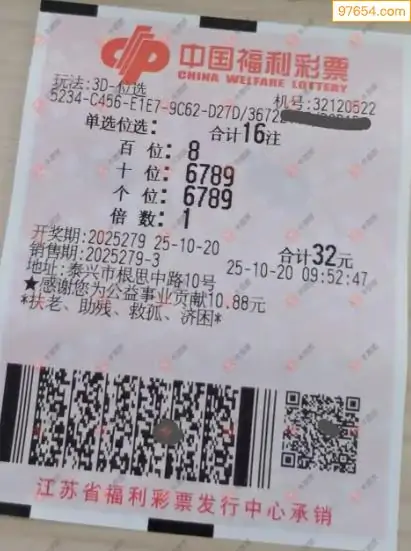 97654.com
中国福利彩票
CHINA WELFARE LOTTERY
玩法:3D-位选
机号:32120522
5234-C456-E1E7-9C62-D27D/3672
单选位选:
合计16注
百 位: 8
十 位: 6789
个 位: 6789
倍 数: 1
开奖期:2025279 25-10-20
合计32元
销售期:2025279-3
25-10-20 09:52:47
地址:泰兴市根思中路10号
★感谢您为公益事业贡献10.88元
*扶老、助残、救孤、济困*
江苏省福利彩票发行中心承销